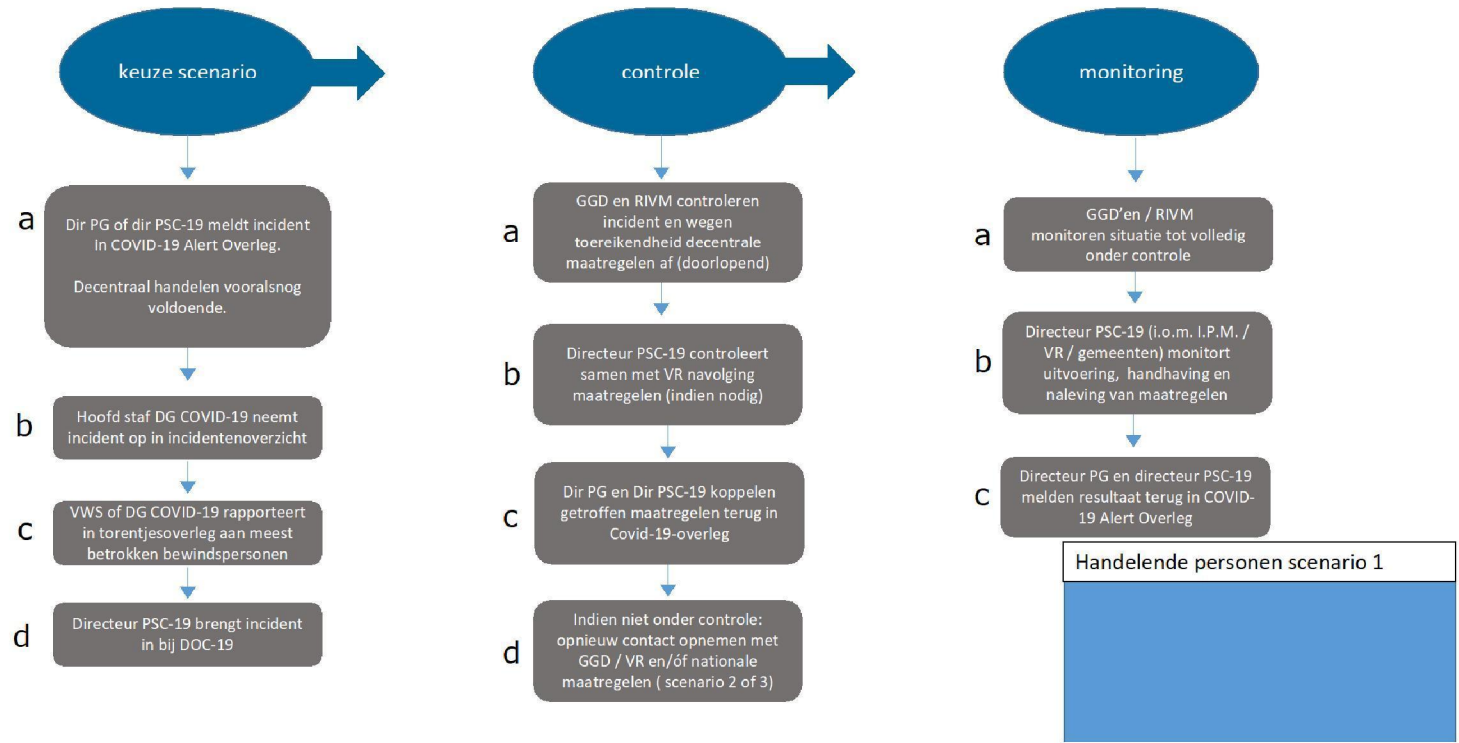 keuze scenario
a
Dir PG of dir PSC-19 meldt incident
In COVID-19 Alert Overleg.
Decentraal handelen vooralsnog
voldoende.
b
Hoofd staf DG COVID-19 neemt
incident op in incidentenoverzicht
c
VWS of DG COVID-19 rapporteert
in torentjesoverleg aan meest
betrokken bewindspersonen
d
Directeur PSC-19 brengt incident
in bij DOC-19
controle
a
GGD en RIVM controleren
incident en wegen
toereikendheid decentrale
maatregelen af (doorlopend)
b
Directeur PSC-19 controleert
samen met VR navolging
maatregelen (indien nodig)
c
Dir PG en Dir PSC-19 koppelen
getroffen maatregelen terug in
Covid-19-overleg
d
Indien niet onder controle:
opnieuw contact opnemen met
GGD / VR en/óf nationale
maatregelen ( scenario 2 of 3)
monitoring
a
GGD'en / RIVM
monitoren situatie tot volledig
onder controle
b
Directeur PSC-19 (i.o.m. I.P.M. /
VR / gemeenten) monitort
uitvoering, handhaving en
naleving van maatregelen
c
Directeur PG en directeur PSC-19
melden resultaat terug in COVID-
19 Alert Overleg
Handelende personen scenario 1